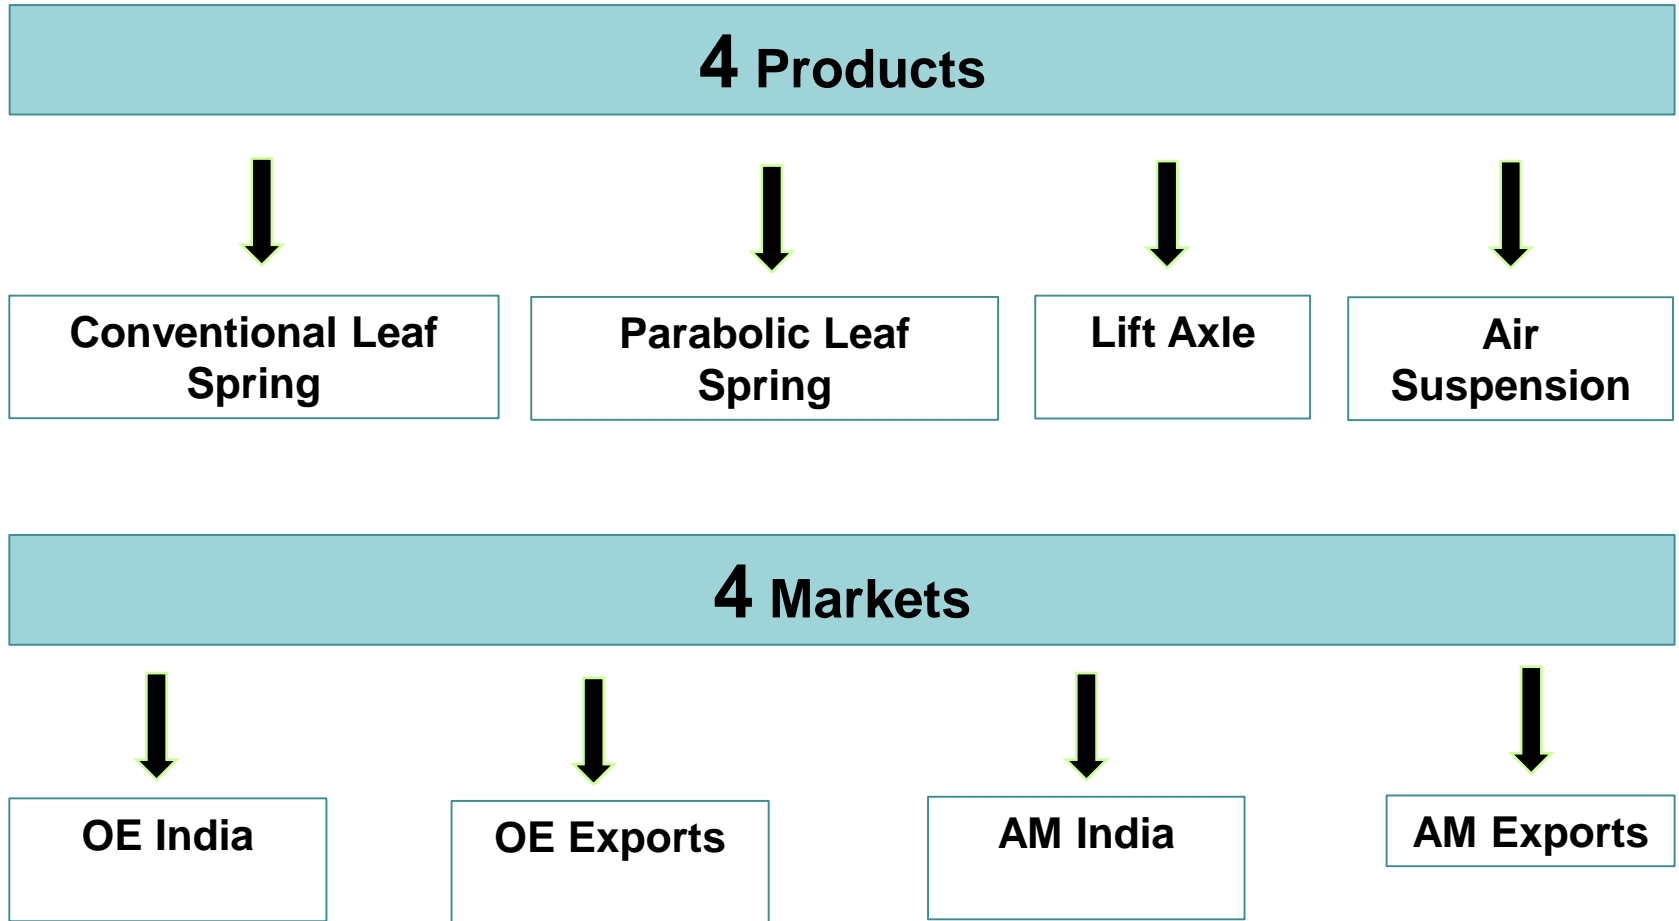 4 Products
Conventional Leaf
Spring
Parabolic Leaf
Spring
Lift Axle
Air
Suspension
4 Markets
OE India
OE Exports
AM India
AM Exports